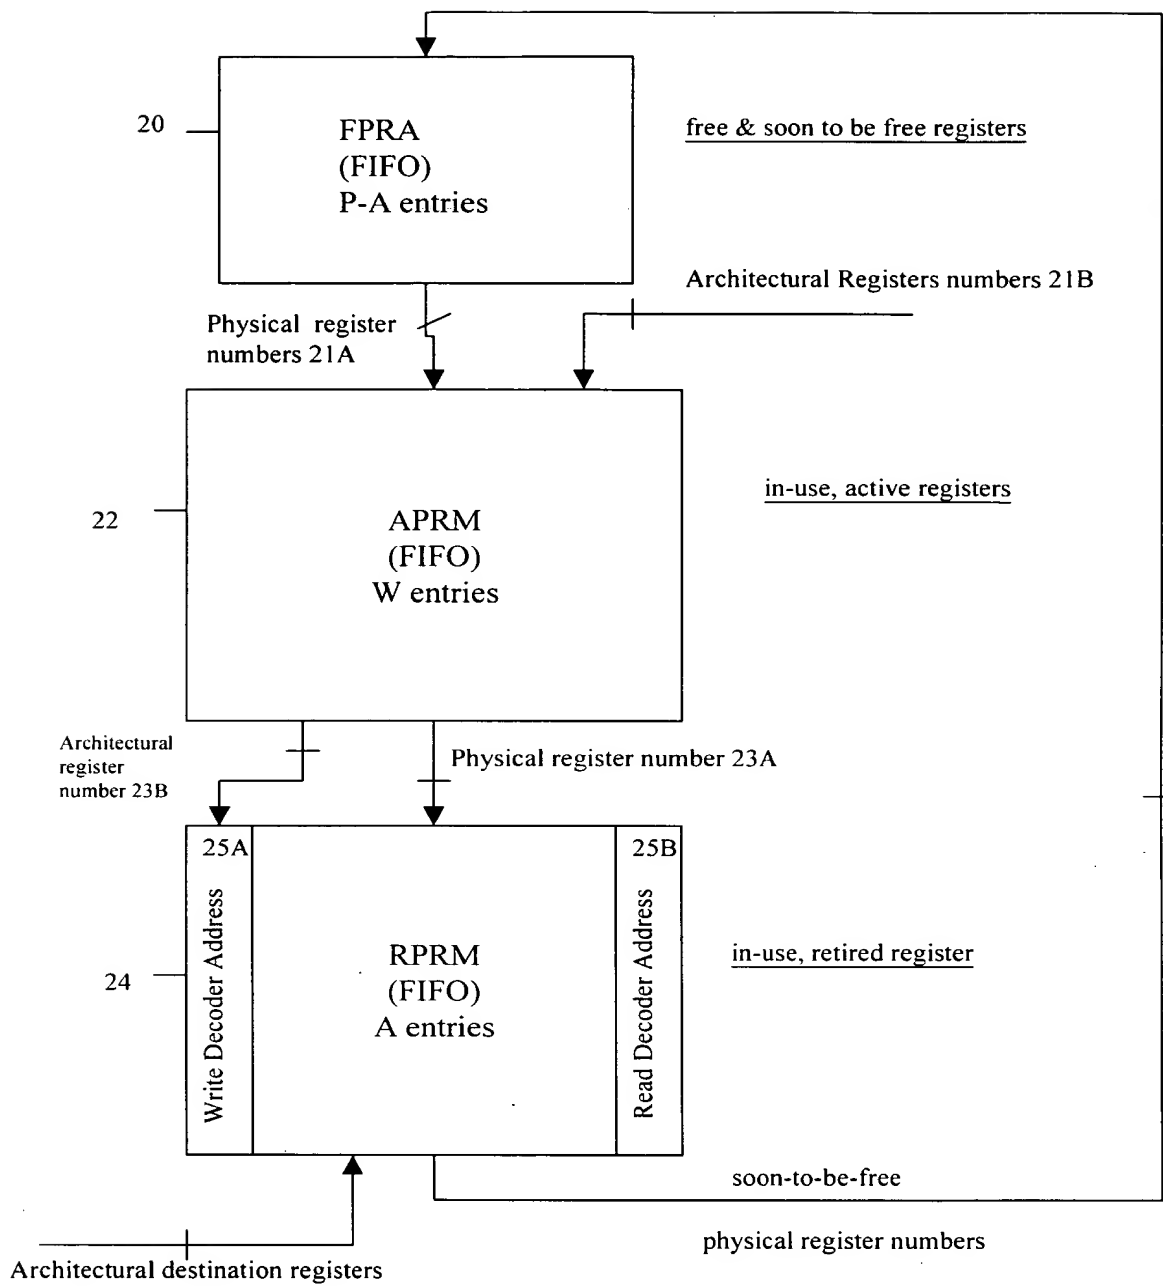 20
FPRA
(FIFO)
P-A entries
free & soon to be free registers
Architectural Registers numbers 21B
Physical register
numbers 21A
22
APRM
(FIFO)
W entries
in-use, active registers
Architectural
register
number 23B
Physical register number 23A
25A
Write Decoder Address
24
RPRM
(FIFO)
A entries
25B
Read Decoder Address
in-use, retired register
soon-to-be-free
physical register numbers
Architectural destination registers